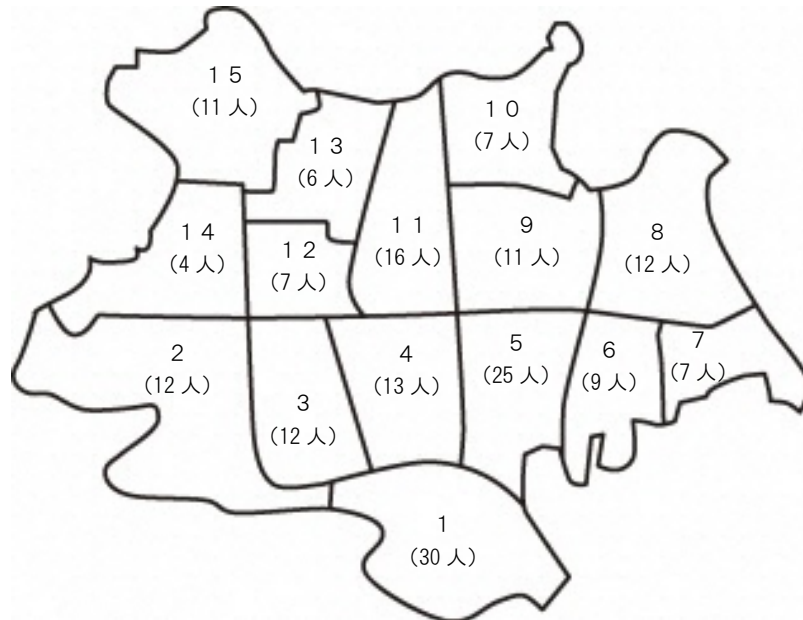 １５
（11 人）
１０
（7 人）
１３
（6 人）
１１
（16 人）
９
（11 人）
８
（12 人）
１４
（4 人）
１２
（7 人）
２
（12 人）
３
（12 人）
４
（13 人）
５
（25 人）
６
（9 人）
７
（7 人）
１
（30 人）